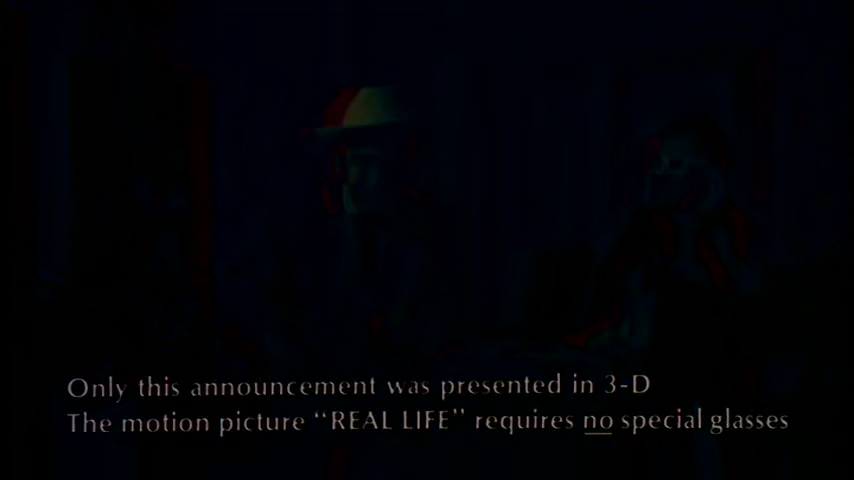 Only this announcement was presented in 3-D
The motion picture “REAL LIFE” requires no special glasses